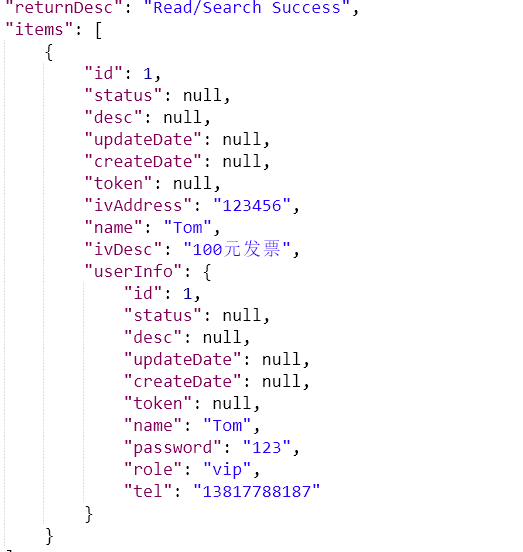 "returnDesc": "Read/Search Success",
"items": [
{
"id": 1,
"status": null,
"desc": null,
"updateDate": null,
"createDate": null,
"token": null,
"ivAddress": "123456",
"name": "Tom",
"ivDesc": "100元发票",
"userInfo": {
"id": 1,
"status": null,
"desc": null,
"updateDate": null,
"createDate": null,
"token": null,
"name": "Tom",
"password": "123",
"role": "vip",
"tel": "13817788187"
}
}